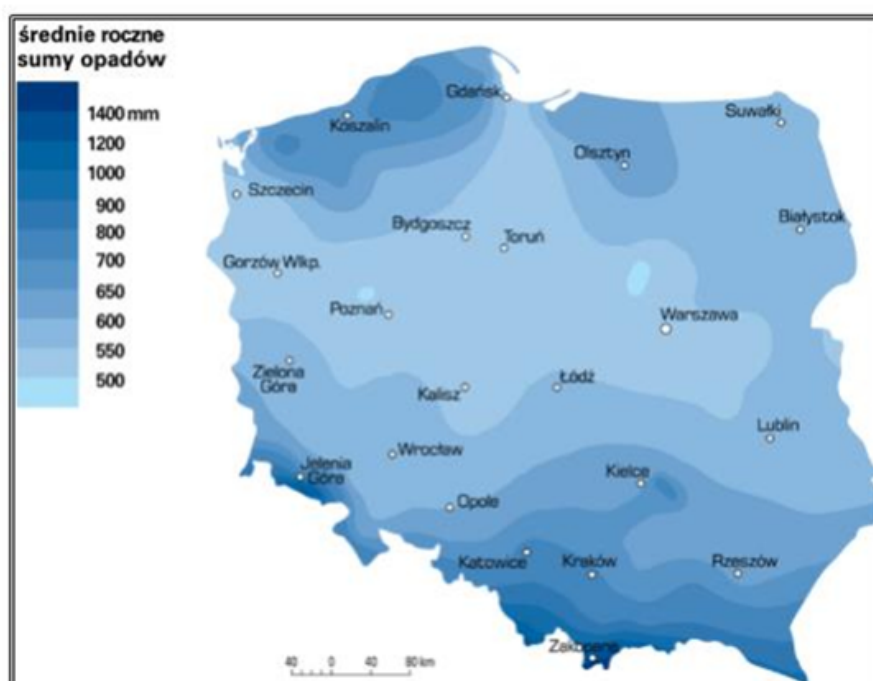 średnie roczne
sumy opadów
1400 mm
1200
1000
900
800
700
650
600
550
500
Gdańsk
Koszalin
Suwałki
Olsztyn
Szczecin
Białystok
Bydgoszcz
Toruń
Gorzów Wlkp.
Poznań
Warszawa
Zielona
Góra
Kalisz
Łódź
Lublin
Wrocław
Jelenia
Góra
Kielce
Opole
Katowice
Kraków
Rzeszów
Zakopane
40 0 40 80 km